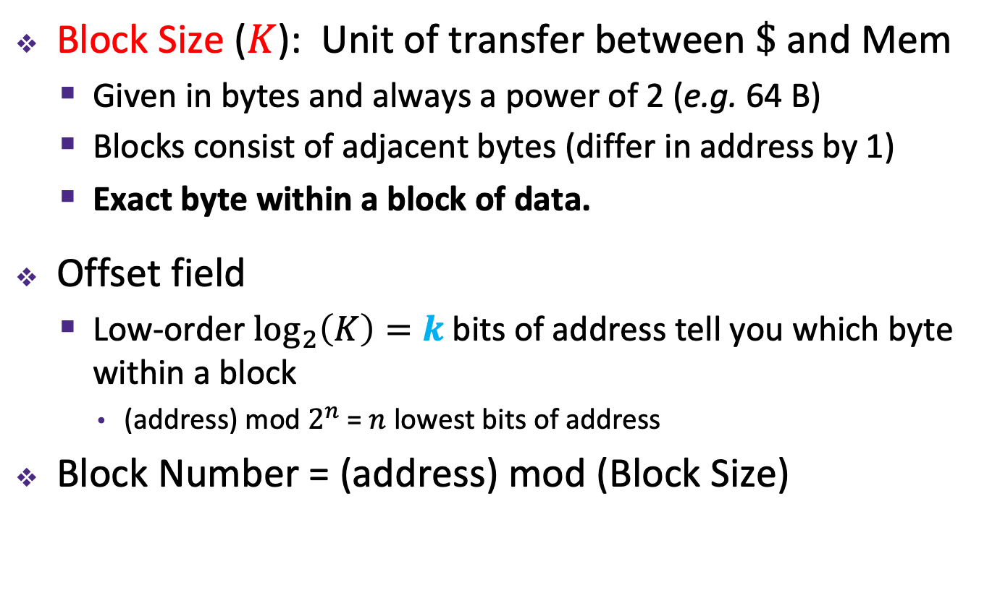 ❖ Block Size (K): Unit of transfer between $ and Mem
▪ Given in bytes and always a power of 2 (e.g. 64 B)
▪ Blocks consist of adjacent bytes (differ in address by 1)
▪ Exact byte within a block of data.
❖ Offset field
▪ Low-order log₂(K) = k bits of address tell you which byte
within a block
• (address) mod 2ⁿ = n lowest bits of address
❖ Block Number = (address) mod (Block Size)